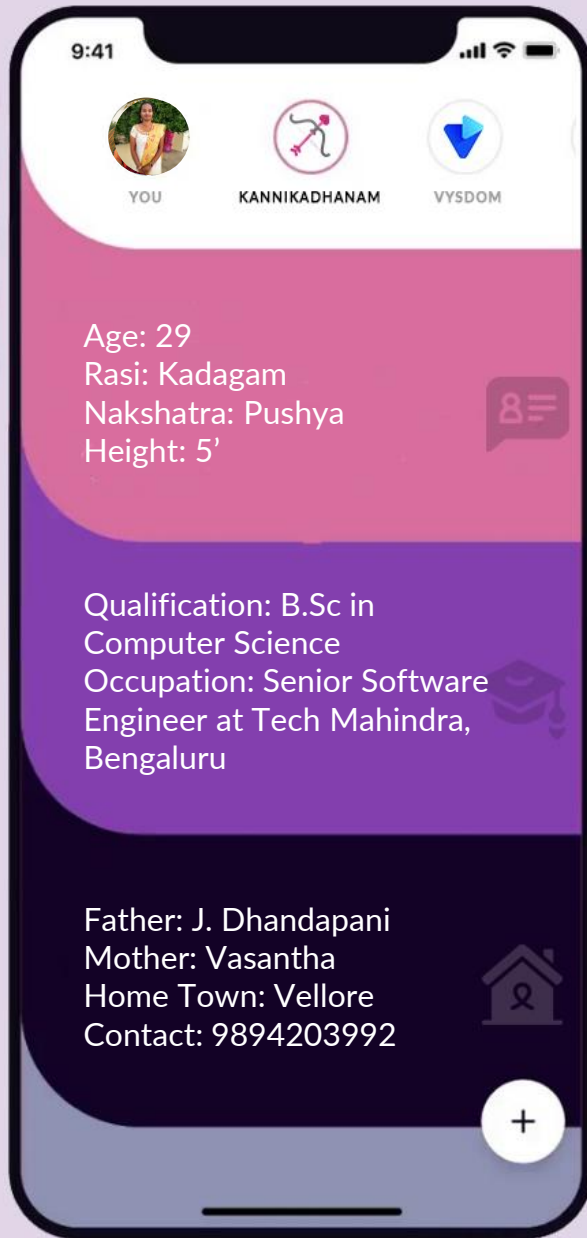 9:41
YOU
KANNIKADHANAM
VYSDOM
Age: 29
Rasi: Kadagam
Nakshatra: Pushya
Height: 5’
Qualification: B.Sc in
Computer Science
Occupation: Senior Software
Engineer at Tech Mahindra,
Bengaluru
Father: J. Dhandapani
Mother: Vasantha
Home Town: Vellore
Contact: 9894203992